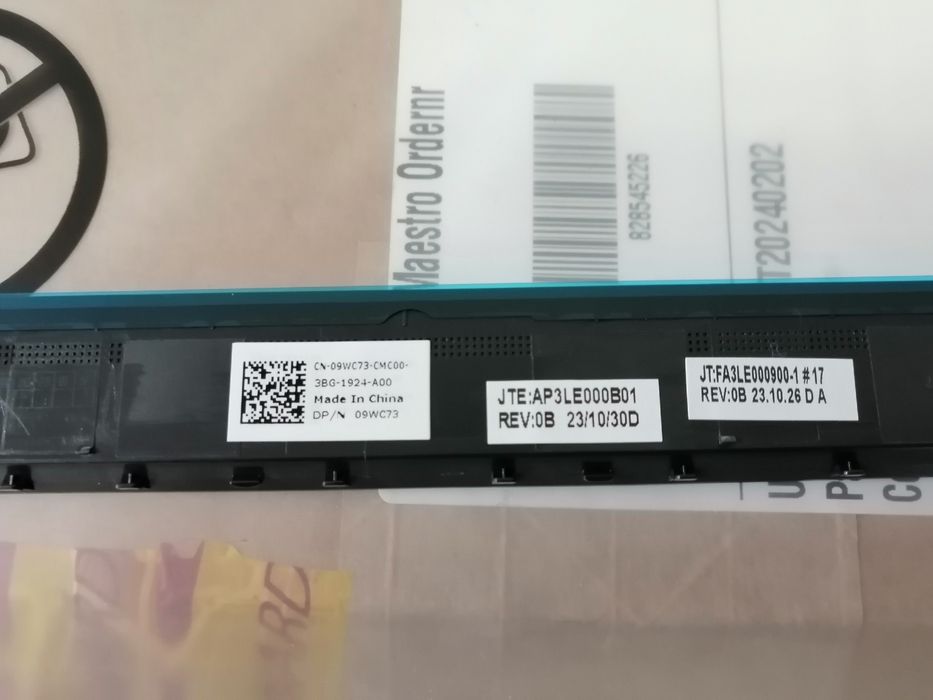 Maestro Ordernr
828545226
T20240202
CN-09WC73-CMC00-
3BG-1924-A00
Made In China
DP/N 09WC73
JTE:AP3LE000B01
REV:0B 23/10/30D
JT:FA3LE000900-1 #17
REV:0B 23.10.26 D A